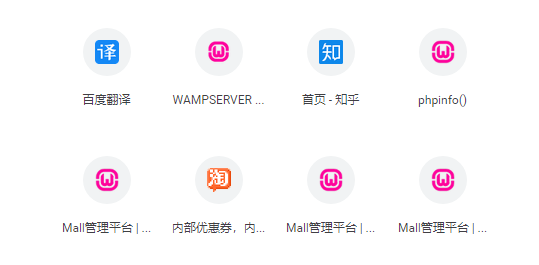 译
知
百度翻译
WAMPSERVER ...
首页 - 知乎
phpinfo()
淘
Mall管理平台 | ...
内部优惠券，内...
Mall管理平台 | ...
Mall管理平台 | ...